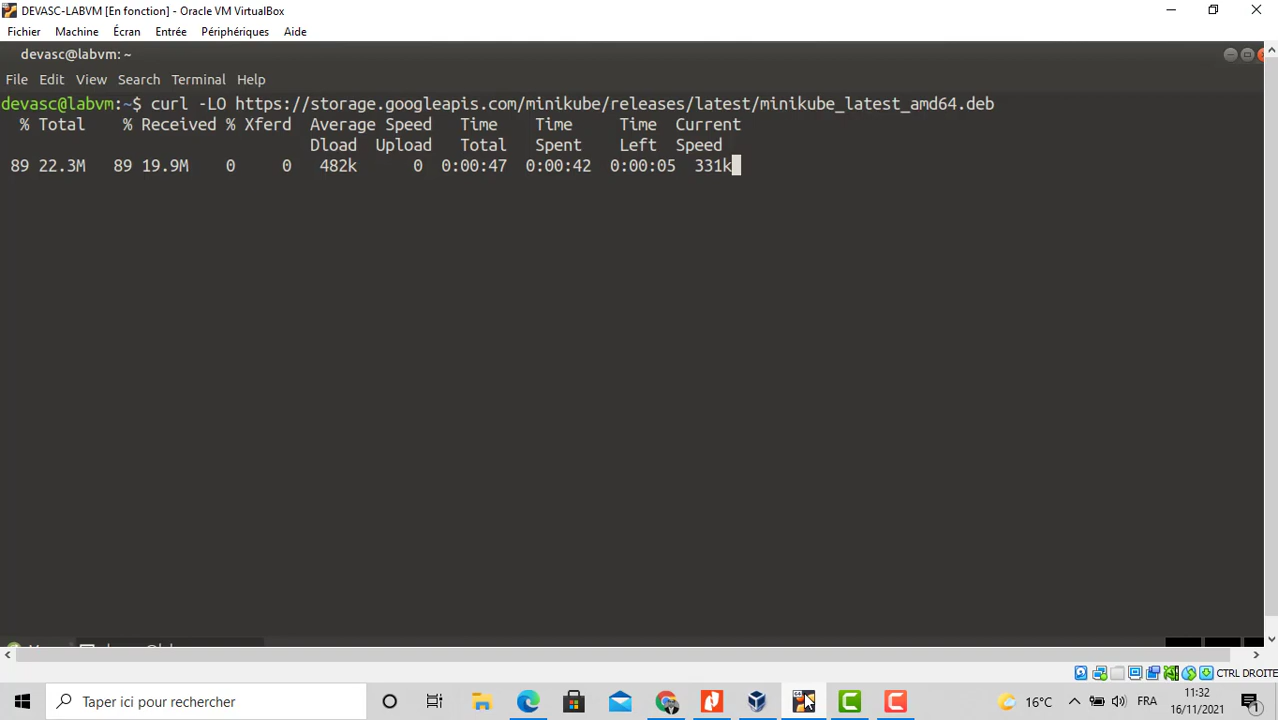 DEVASC-LABVM [En fonction] - Oracle VM VirtualBox
Fichier Machine Écran Entrée Périphériques Aide
devasc@labvm: ~
File Edit View Search Terminal Help
devasc@labvm:~$ curl -LO https://storage.googleapis.com/minikube/releases/latest/minikube_latest_amd64.deb
% Total % Received % Xferd Average Speed Time Time Time Current
Dload Upload Total Spent Left Speed
89 22.3M 89 19.9M 0 0 482k 0 0:00:47 0:00:42 0:00:05 331k
CTRL DROITE
Taper ici pour rechercher
16°C
FRA
11:32
16/11/2021
1